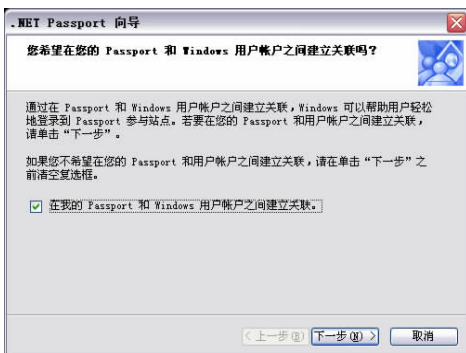 .NET Passport 向导
您希望在您的 Passport 和 Windows 用户帐户之间建立关联吗?
通过在 Passport 和 Windows 用户帐户之间建立关联,Windows 可以帮助用户轻松
地登录到 Passport 参与站点。若要在您的 Passport 和用户帐户之间建立关联,
请单击“下一步”。
如果您不希望在您的 Passport 和用户帐户之间建立关联,请在单击“下一步”之
前清空复选框。
在我的 Passport 和 Windows 用户帐户之间建立关联。
<上一步(B) 下一步(N)> 取消